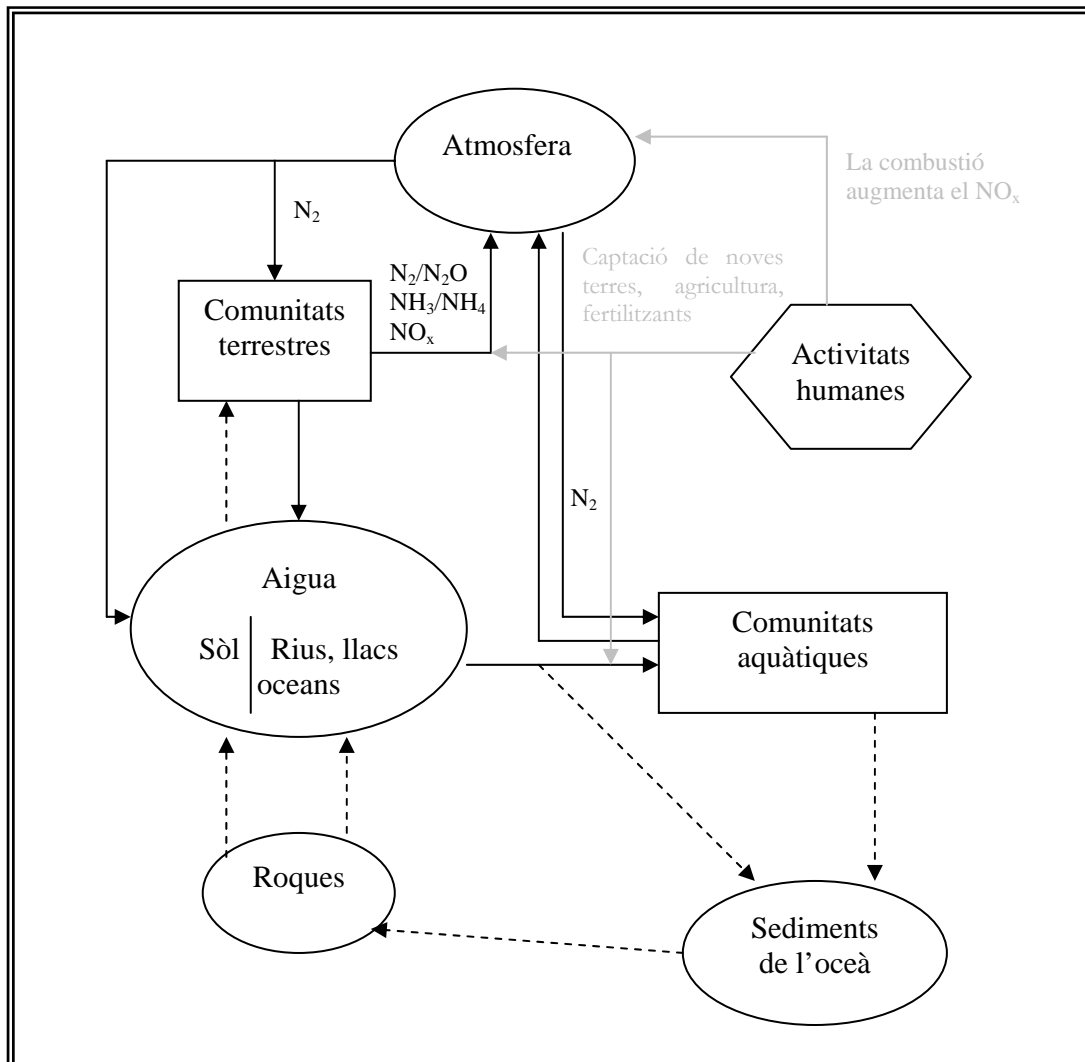 Atmosfera
La combustió
augmenta el NOₓ
N₂
Captació de noves
terres, agricultura,
fertilitzants
N₂/N₂O
NH₃/NH₄
NOₓ
Comunitats
terrestres
Activitats
humanes
N₂
Aigua
Sòl
Rius, llacs
oceans
Comunitats
aquàtiques
Roques
Sediments
de l’oceà